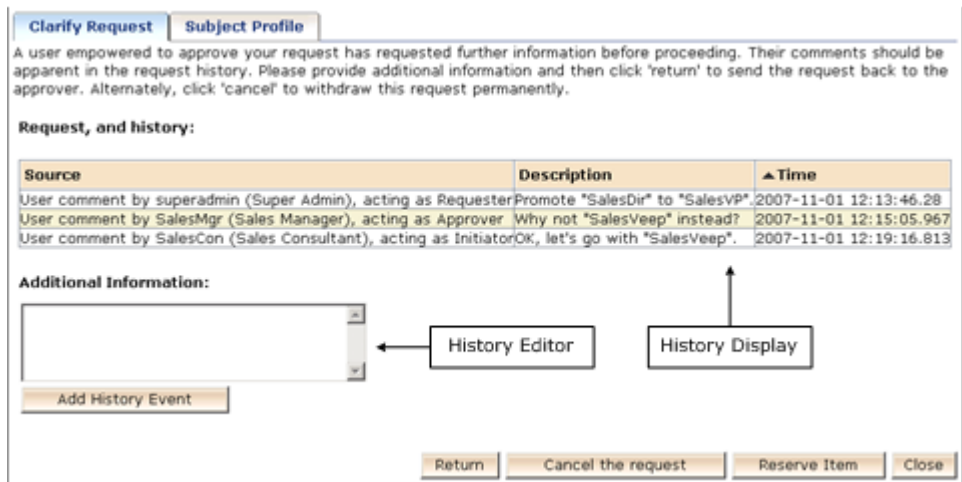 Clarify Request Subject Profile
A user empowered to approve your request has requested further information before proceeding. Their comments should be
apparent in the request history. Please provide additional information and then click 'return' to send the request back to the
approver. Alternately, click 'cancel' to withdraw this request permanently.
Request, and history:
Source Description Time
User comment by superadmin (Super Admin), acting as Requester Promote "SalesDir" to "SalesVP". 2007-11-01 12:13:46.28
User comment by SalesMgr (Sales Manager), acting as Approver Why not "SalesVeep" instead? 2007-11-01 12:15:05.967
User comment by SalesCon (Sales Consultant), acting as Initiator OK, let's go with "SalesVeep". 2007-11-01 12:19:16.813
Additional Information:
History Editor History Display
Add History Event
Return Cancel the request Reserve Item Close